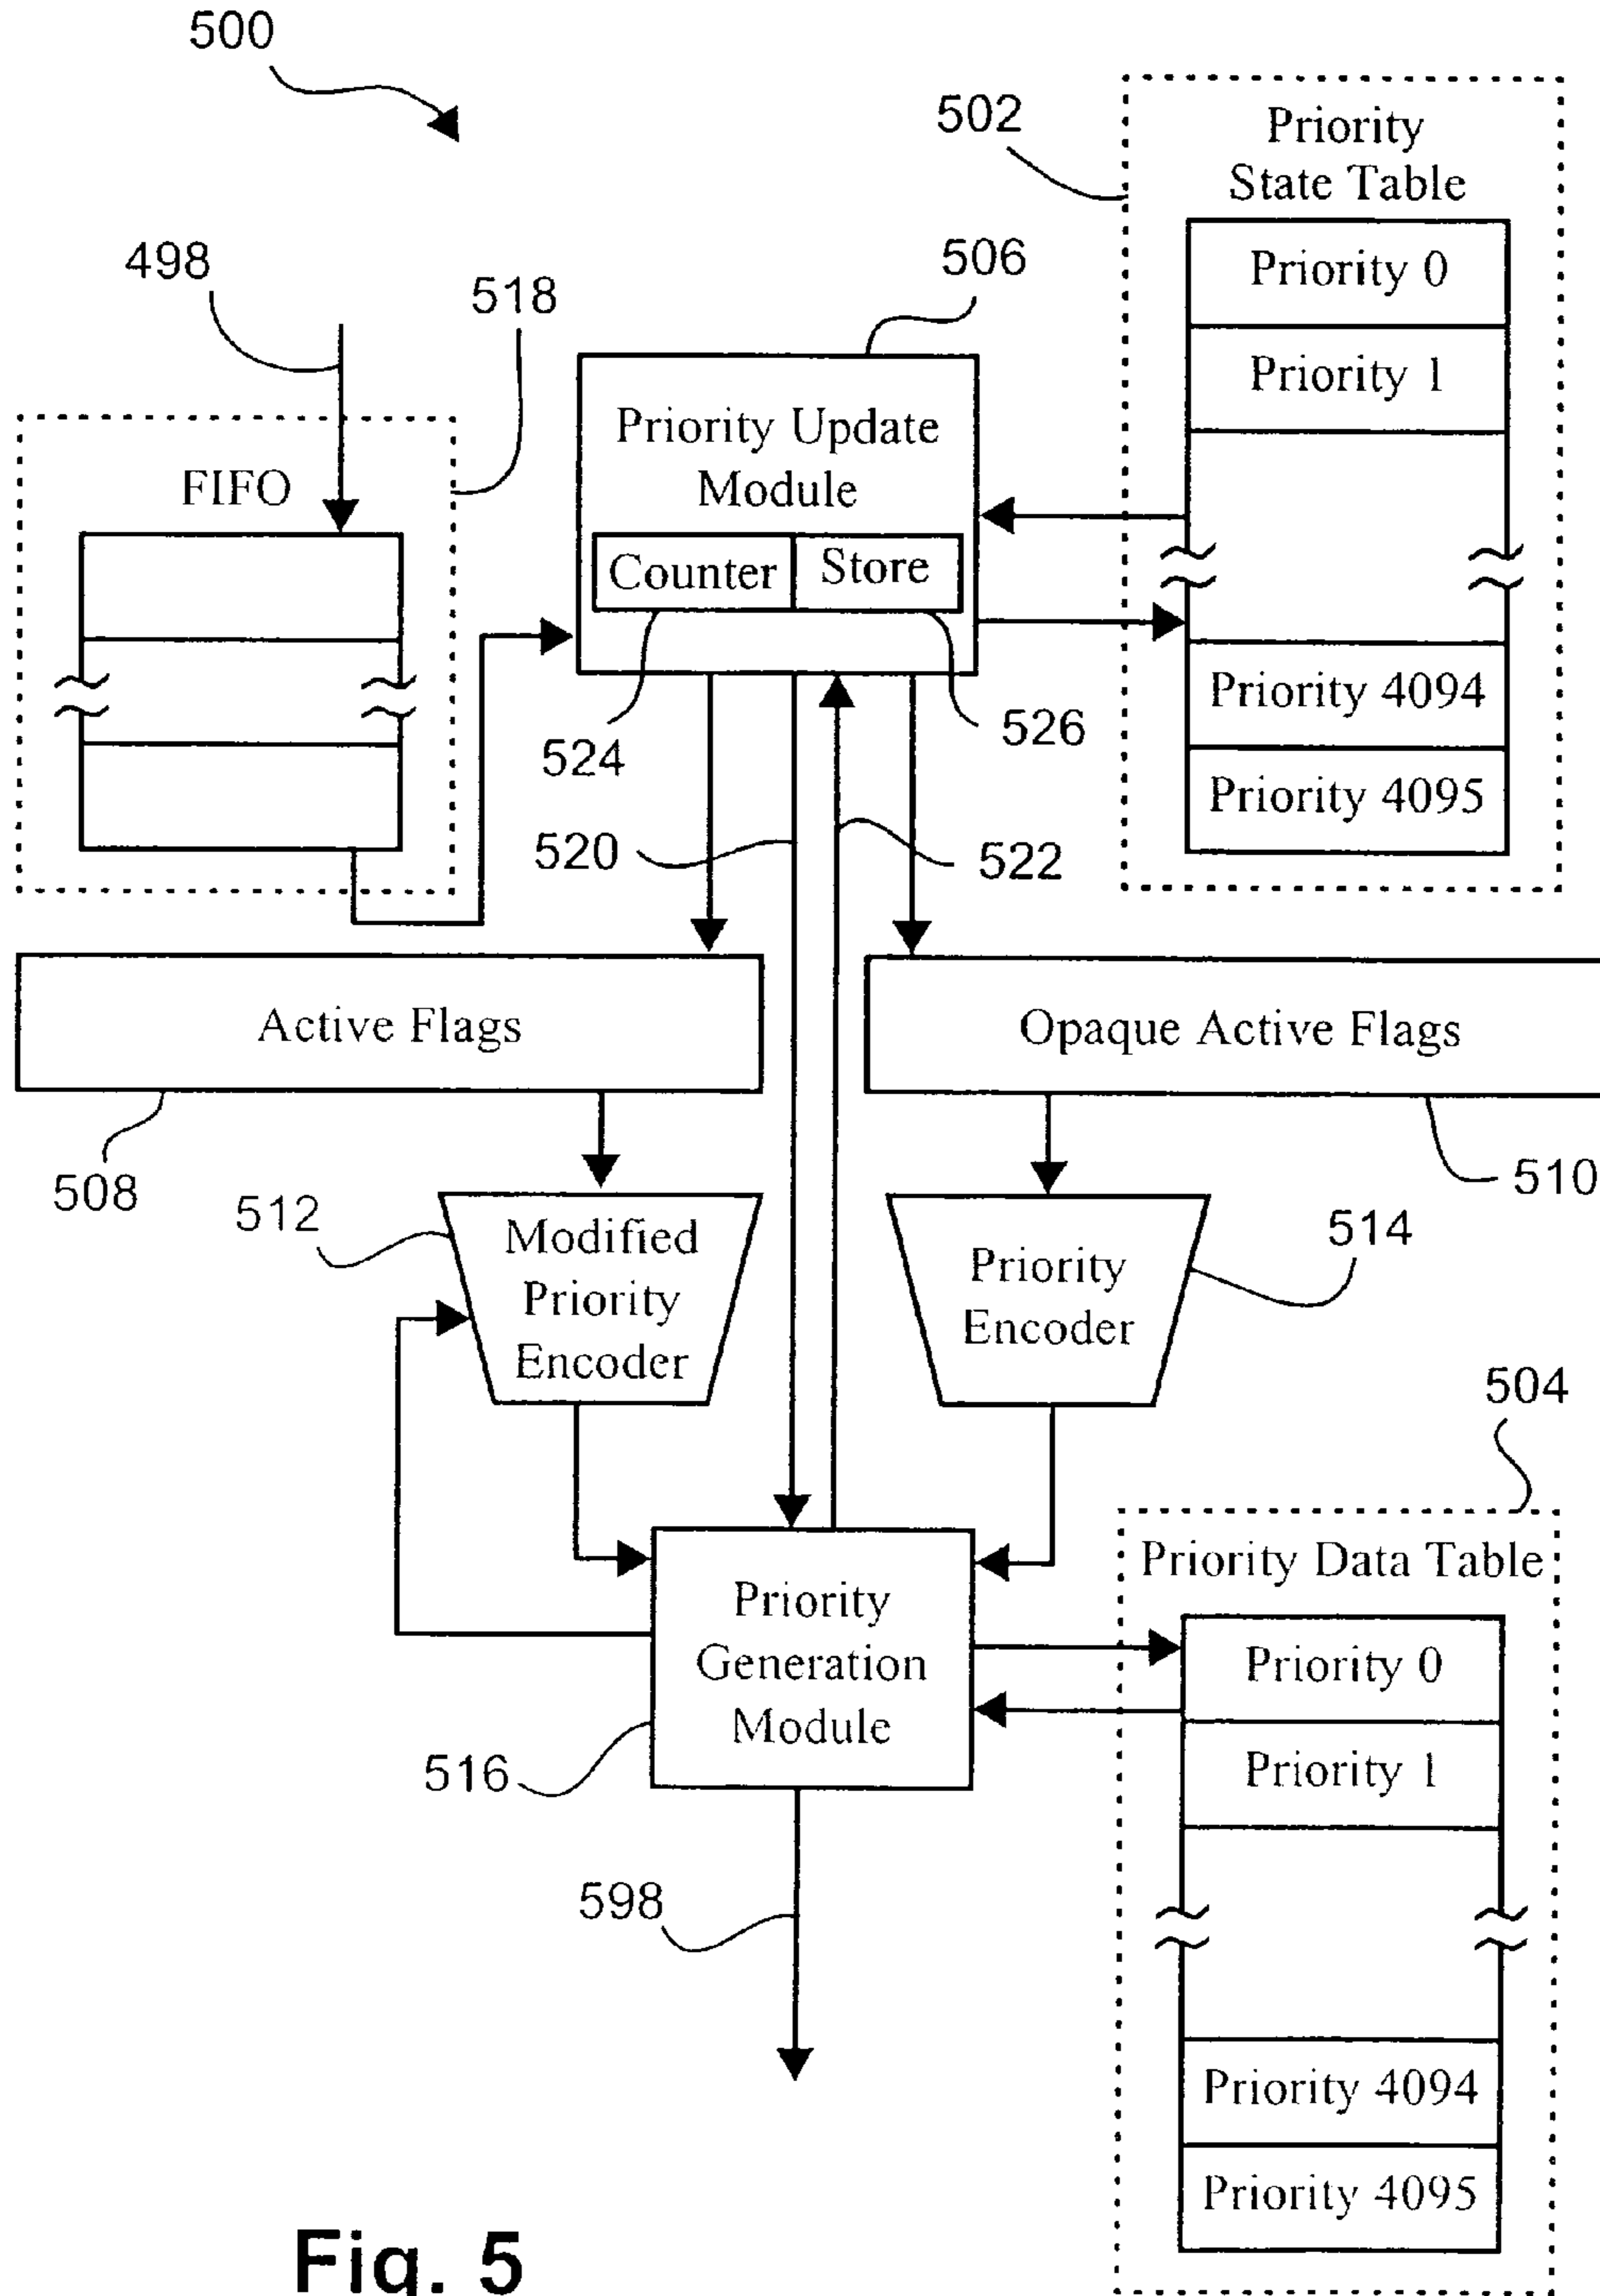 500
502
Priority
State Table
Priority 0
Priority 1
Priority 4094
Priority 4095
498
518
FIFO
506
Priority Update
Module
Counter
Store
524
526
520
522
Active Flags
Opaque Active Flags
508
510
512
Modified
Priority
Encoder
Priority
Encoder
514
504
Priority Data Table
Priority 0
Priority 1
Priority 4094
Priority 4095
Priority
Generation
Module
516
598
Fig. 5